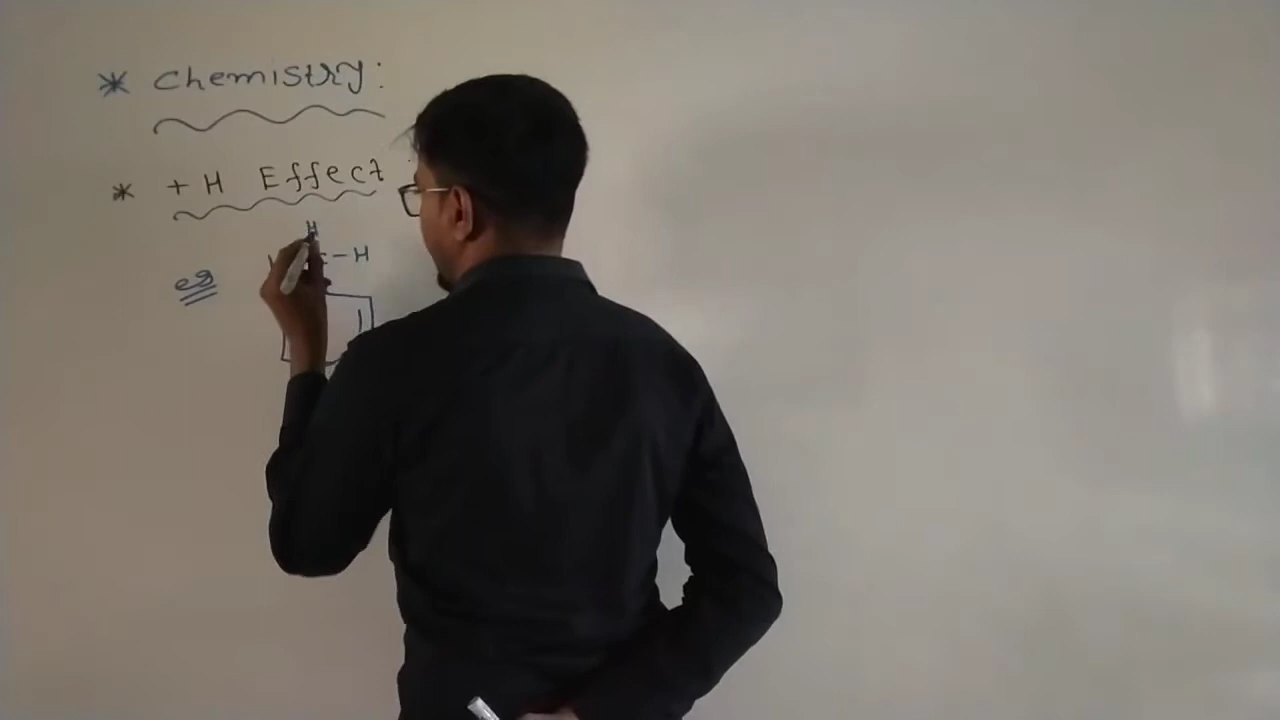 * Chemistry:
* +H Effect
H
C-H
eg